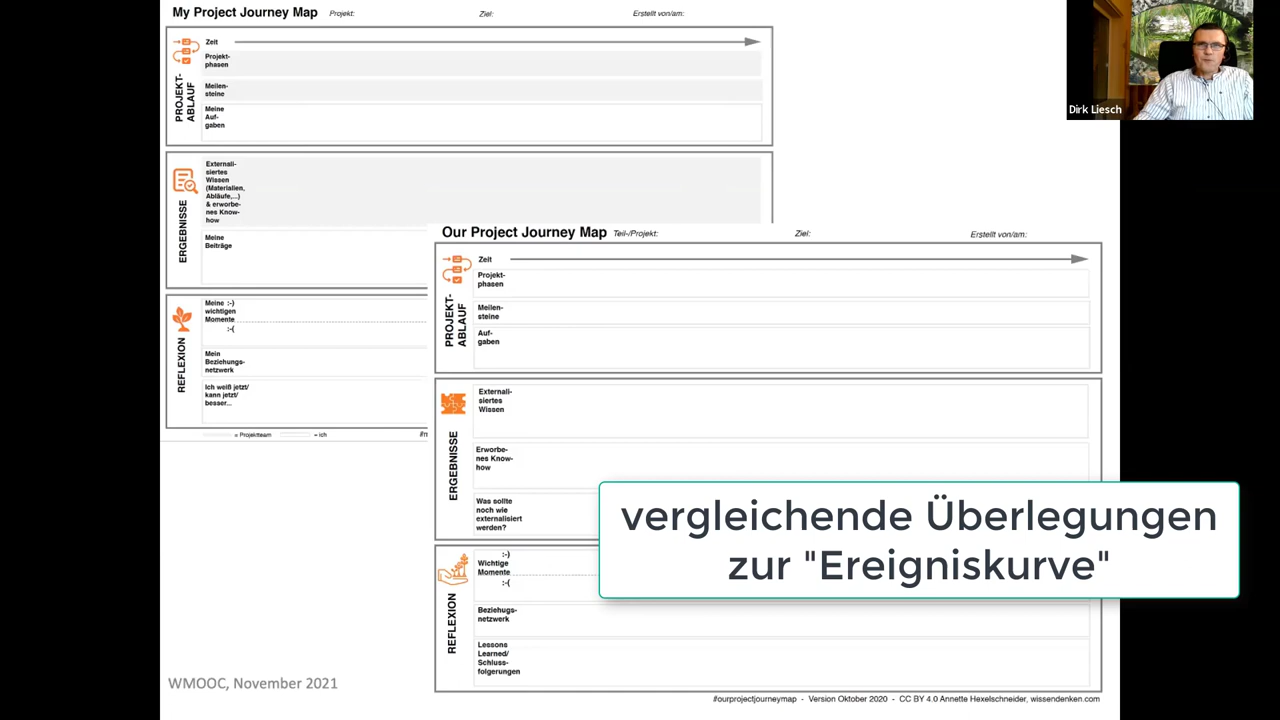 My Project Journey Map Projekt: Ziel: Erstellt von/am:
Zeit
Projekt-
phasen
Meilen-
steine
Meine
Auf-
gaben
PROJEKT-
ABLAUF
Externali-
siertes
Wissen
(Materialien,
Abläufe,...)
& erworbe-
nes Know-
how
Meine
Beiträge
ERGEBNISSE
Meine :-)
wichtigen
Momente
:-(
Mein
Beziehungs-
netzwerk
Ich weiß jetzt/
kann jetzt/
besser...
REFLEXION
= Projektteam = ich
Our Project Journey Map Teil-/Projekt: Ziel: Erstellt von/am:
Zeit
Projekt-
phasen
Meilen-
steine
Auf-
gaben
PROJEKT-
ABLAUF
Externali-
siertes
Wissen
Erworbe-
nes Know-
how
Was sollte
noch wie
externalisiert
werden?
ERGEBNISSE
:-)
Wichtige
Momente
:-(
Beziehugs-
netzwerk
Lessons
Learned/
Schluss-
folgerungen
REFLEXION
#ourprojectjourneymap - Version Oktober 2020 - CC BY 4.0 Annette Hexelschneider, wissendenken.com
vergleichende Überlegungen
zur "Ereigniskurve"
WMOOC, November 2021
Dirk Liesch